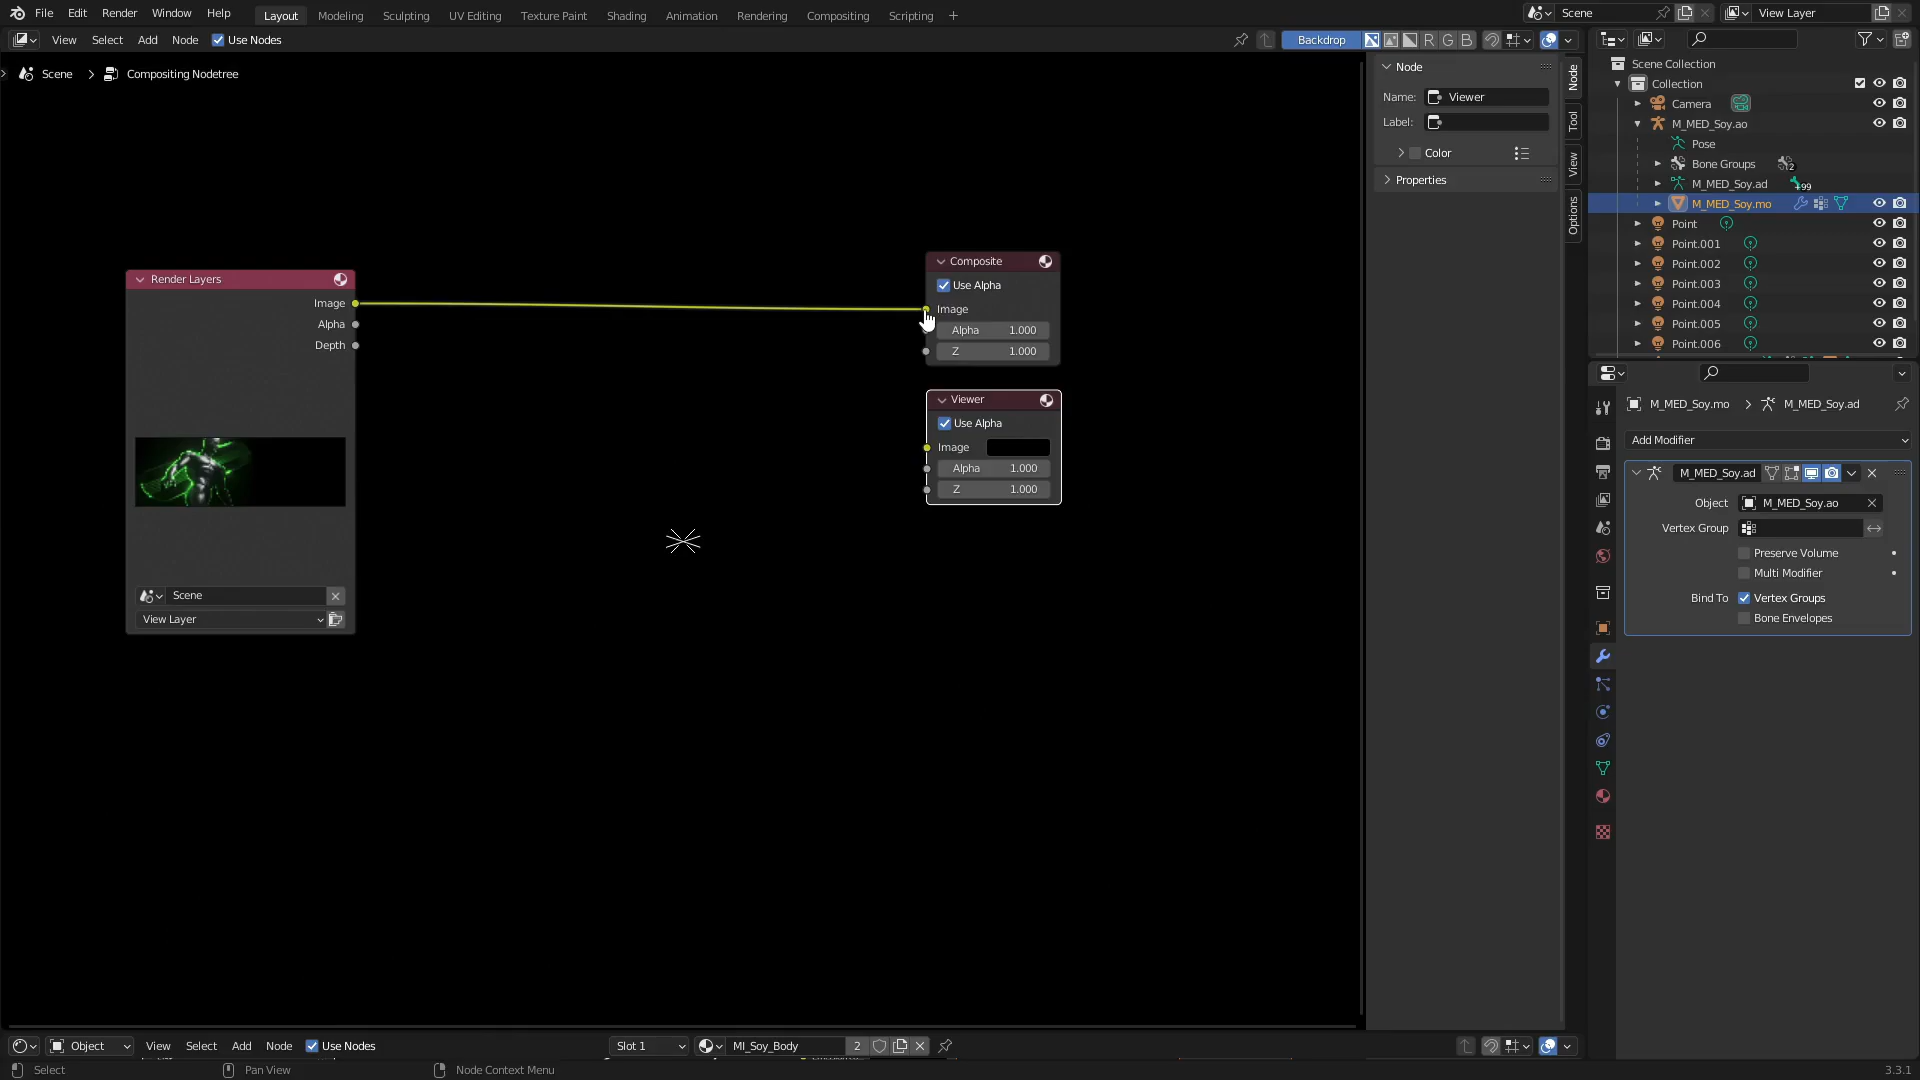 File Edit Render Window Help Layout Modeling Sculpting UV Editing Texture Paint Shading Animation Rendering Compositing Scripting + Scene View Layer
View Select Add Node Use Nodes Backdrop R G B
Scene > Compositing Nodetree
Render Layers
Image
Alpha
Depth
Scene
View Layer
Composite
Use Alpha
Image
Alpha 1.000
Z 1.000
Viewer
Use Alpha
Image
Alpha 1.000
Z 1.000
Node
Name: Viewer
Label:
Color
Properties
Node
Tool
View
Options
Scene Collection
Collection
Camera
M_MED_Soy.ao
Pose
Bone Groups 2
M_MED_Soy.ad +99
M_MED_Soy.mo
Point
Point.001
Point.002
Point.003
Point.004
Point.005
Point.006
M_MED_Soy.mo > M_MED_Soy.ad
Add Modifier
M_MED_Soy.ad
Object M_MED_Soy.ao
Vertex Group
Preserve Volume
Multi Modifier
Bind To Vertex Groups
Bone Envelopes
Object View Select Add Node Use Nodes Slot 1 MI_Soy_Body 2
Select Pan View Node Context Menu 3.3.1